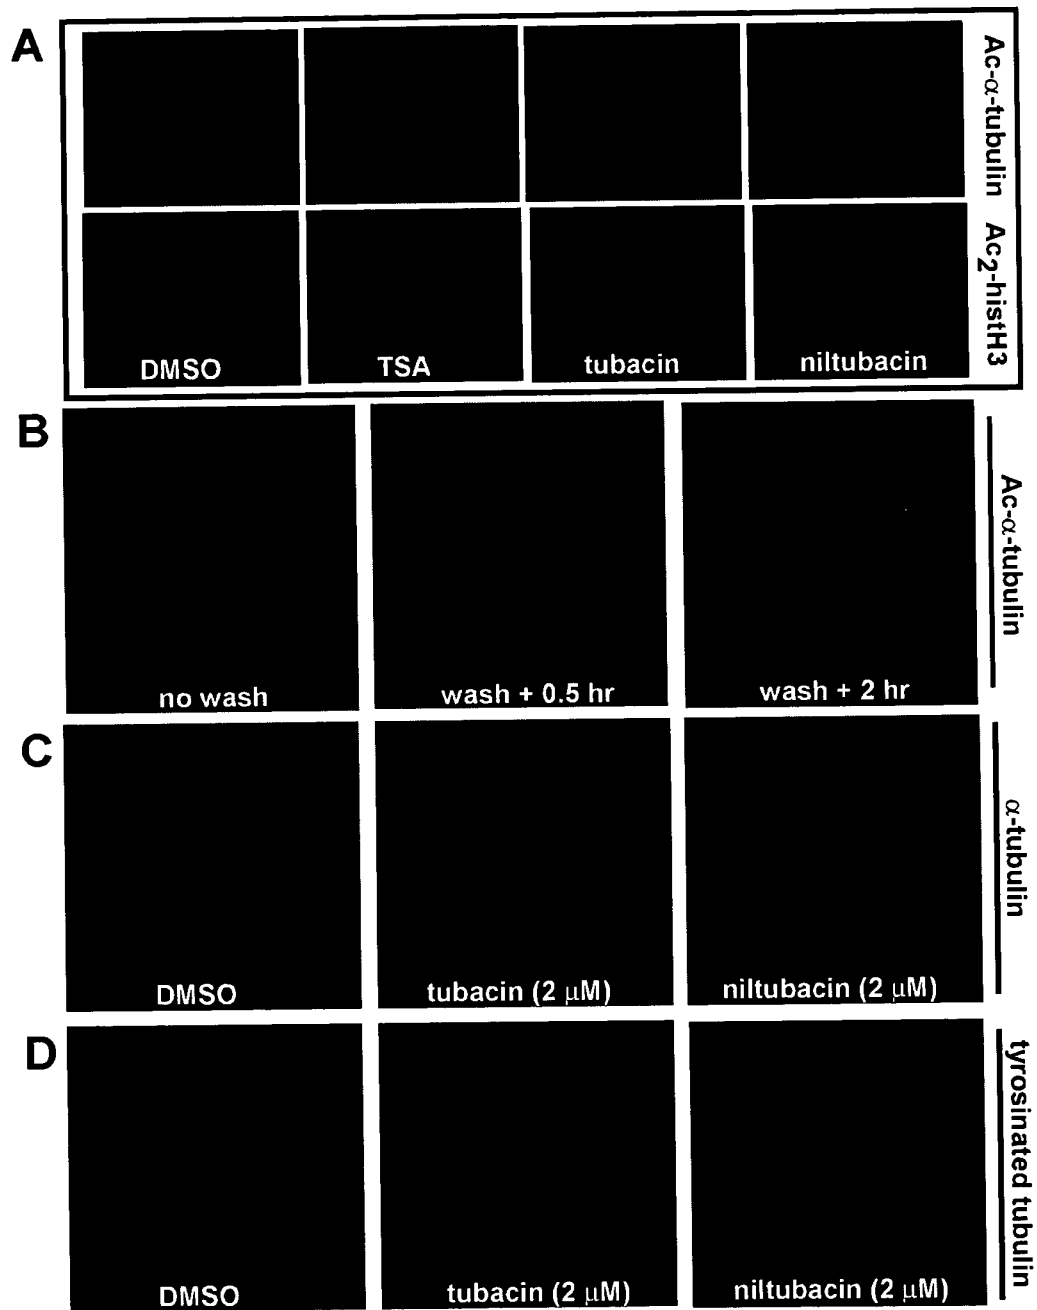 A
Ac-α-tubulin
Ac2-histH3
DMSO
TSA
tubacin
niltubacin
B
Ac-α-tubulin
no wash
wash + 0.5 hr
wash + 2 hr
C
α-tubulin
DMSO
tubacin (2 μM)
niltubacin (2 μM)
D
tyrosinated tubulin
DMSO
tubacin (2 μM)
niltubacin (2 μM)